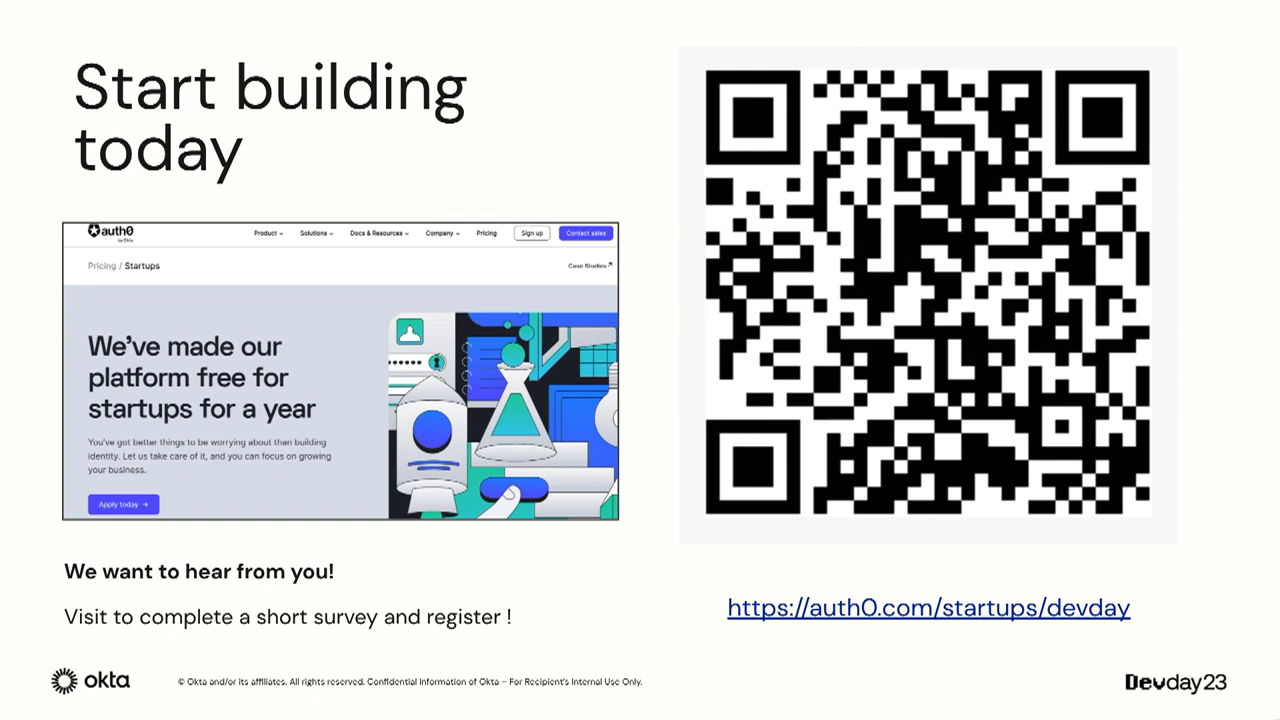 Start building
today
auth0
by Okta
Product
Solutions
Docs & Resources
Company
Pricing
Sign up
Contact sales
Pricing / Startups
Case Studies
We've made our
platform free for
startups for a year
You've got better things to be worrying about than building
identity. Let us take care of it, and you can focus on growing
your business.
Apply today →
We want to hear from you!
Visit to complete a short survey and register !
https://auth0.com/startups/devday
okta
© Okta and/or its affiliates. All rights reserved. Confidential Information of Okta – For Recipient's Internal Use Only.
Devday23